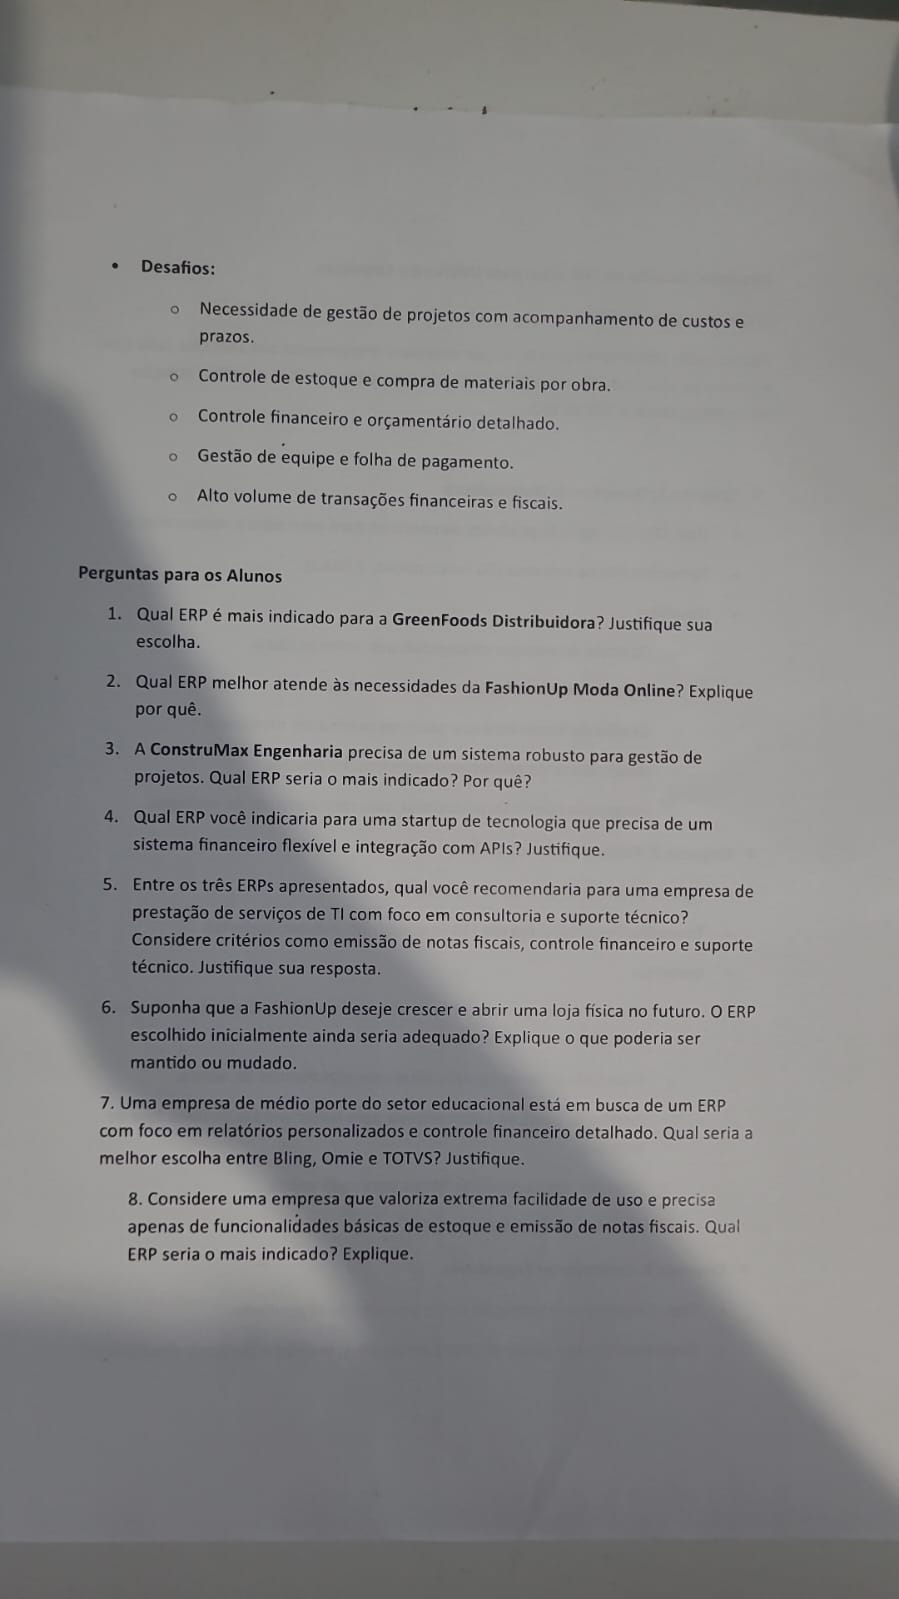 • Desafios:
○ Necessidade de gestão de projetos com acompanhamento de custos e
prazos.
○ Controle de estoque e compra de materiais por obra.
○ Controle financeiro e orçamentário detalhado.
○ Gestão de equipe e folha de pagamento.
○ Alto volume de transações financeiras e fiscais.
Perguntas para os Alunos
1. Qual ERP é mais indicado para a GreenFoods Distribuidora? Justifique sua
escolha.
2. Qual ERP melhor atende às necessidades da FashionUp Moda Online? Explique
por quê.
3. A ConstruMax Engenharia precisa de um sistema robusto para gestão de
projetos. Qual ERP seria o mais indicado? Por quê?
4. Qual ERP você indicaria para uma startup de tecnologia que precisa de um
sistema financeiro flexível e integração com APIs? Justifique.
5. Entre os três ERPs apresentados, qual você recomendaria para uma empresa de
prestação de serviços de TI com foco em consultoria e suporte técnico?
Considere critérios como emissão de notas fiscais, controle financeiro e suporte
técnico. Justifique sua resposta.
6. Suponha que a FashionUp deseje crescer e abrir uma loja física no futuro. O ERP
escolhido inicialmente ainda seria adequado? Explique o que poderia ser
mantido ou mudado.
7. Uma empresa de médio porte do setor educacional está em busca de um ERP
com foco em relatórios personalizados e controle financeiro detalhado. Qual seria a
melhor escolha entre Bling, Omie e TOTVS? Justifique.
8. Considere uma empresa que valoriza extrema facilidade de uso e precisa
apenas de funcionalidades básicas de estoque e emissão de notas fiscais. Qual
ERP seria o mais indicado? Explique.